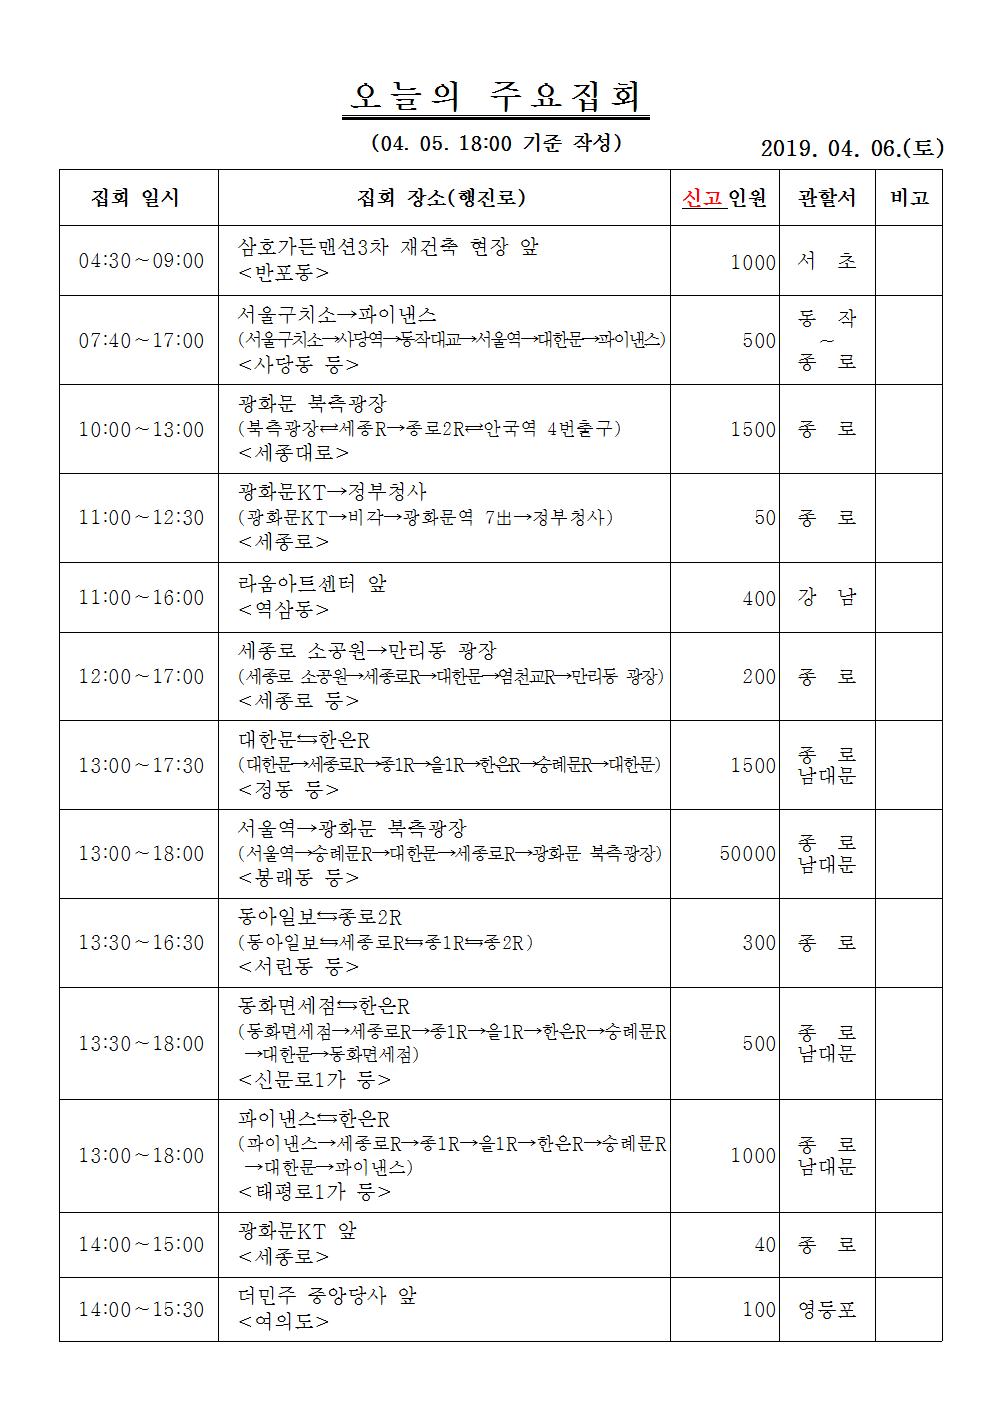 오늘의 주요집회
(04. 05. 18:00 기준 작성)
2019. 04. 06.(토)
집회 일시 집회 장소(행진로) 신고인원 관할서 비고
04:30~09:00 삼호가든맨션3차 재건축 현장 앞 1000 서 초
<반포동>
07:40~17:00 서울구치소→파이낸스 500 동 작 ~ 종 로
(서울구치소→사당역→동작대교→서울역→대한문→파이낸스)
<사당동 등>
10:00~13:00 광화문 북측광장 1500 종 로
(북측광장⇄세종R→종로2R⇄안국역 4번출구)
<세종대로>
11:00~12:30 광화문KT→정부청사 50 종 로
(광화문KT→비각→광화문역 7出→정부청사)
<세종로>
11:00~16:00 라움아트센터 앞 400 강 남
<역삼동>
12:00~17:00 세종로 소공원→만리동 광장 200 종 로
(세종로 소공원→세종로R→대한문→염천교R→만리동 광장)
<세종로 등>
13:00~17:30 대한문⇆한은R 1500 종 로 남대문
(대한문→세종로R→종1R→을1R→한은R→숭례문R→대한문)
<정동 등>
13:00~18:00 서울역→광화문 북측광장 50000 종 로 남대문
(서울역→숭례문R→대한문→세종로R→광화문 북측광장)
<봉래동 등>
13:30~16:30 동아일보⇆종로2R 300 종 로
(동아일보⇆세종로R⇆종1R⇆종2R)
<서린동 등>
13:30~18:00 동화면세점⇆한은R 500 종 로 남대문
(동화면세점→세종로R→종1R→을1R→한은R→숭례문R
→대한문→동화면세점)
<신문로1가 등>
13:00~18:00 파이낸스⇆한은R 1000 종 로 남대문
(파이낸스→세종로R→종1R→을1R→한은R→숭례문R
→대한문→파이낸스)
<태평로1가 등>
14:00~15:00 광화문KT 앞 40 종 로
<세종로>
14:00~15:30 더민주 중앙당사 앞 100 영등포
<여의도>